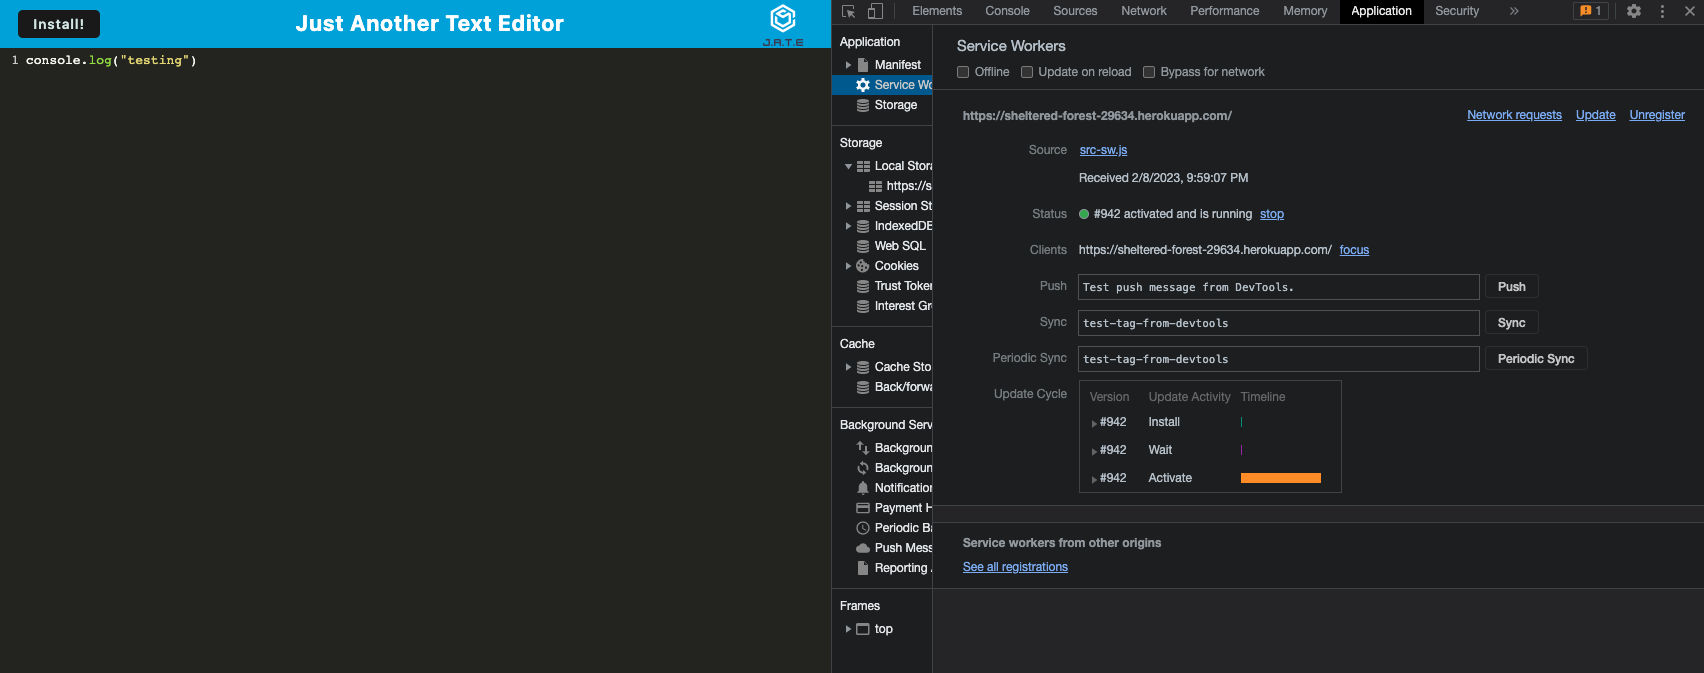 Install!
Just Another Text Editor
J.A.T.E
1 console.log("testing")
Elements Console Sources Network Performance Memory Application Security » 1
Application
Manifest
Service Wo
Storage
Storage
Local Stora
https://s
Session St
IndexedDB
Web SQL
Cookies
Trust Token
Interest Gr
Cache
Cache Sto
Back/forwa
Background Serv
Backgroun
Backgroun
Notification
Payment H
Periodic Ba
Push Mess
Reporting A
Frames
top
Service Workers
Offline Update on reload Bypass for network
https://sheltered-forest-29634.herokuapp.com/ Network requests Update Unregister
Source src-sw.js
Received 2/8/2023, 9:59:07 PM
Status #942 activated and is running stop
Clients https://sheltered-forest-29634.herokuapp.com/ focus
Push Test push message from DevTools. Push
Sync test-tag-from-devtools Sync
Periodic Sync test-tag-from-devtools Periodic Sync
Update Cycle Version Update Activity Timeline
#942 Install
#942 Wait
#942 Activate
Service workers from other origins
See all registrations